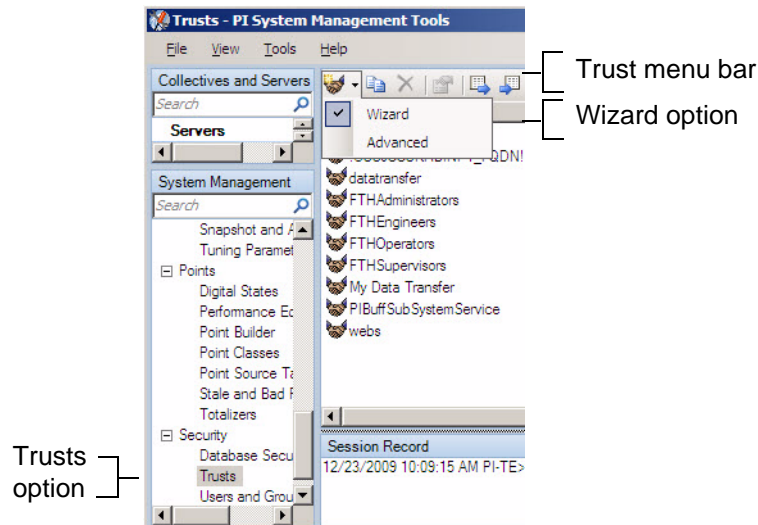 Trusts - PI System Management Tools
File View Tools Help
Collectives and Servers
Search
Servers
Wizard
Advanced
Trust menu bar
Wizard option
datatransfer
FTHAdministrators
FTHEngineers
FTHOperators
FTHSupervisors
My Data Transfer
PIBuffSubSystemService
webs
System Management
Search
Snapshot and A
Tuning Paramet
Points
Digital States
Perfomance Ec
Point Builder
Point Classes
Point Source Ta
Stale and Bad P
Totalizers
Security
Database Secu
Trusts
Users and Grou
Session Record
12/23/2009 10:09:15 AM PI-TE>
Trusts
option